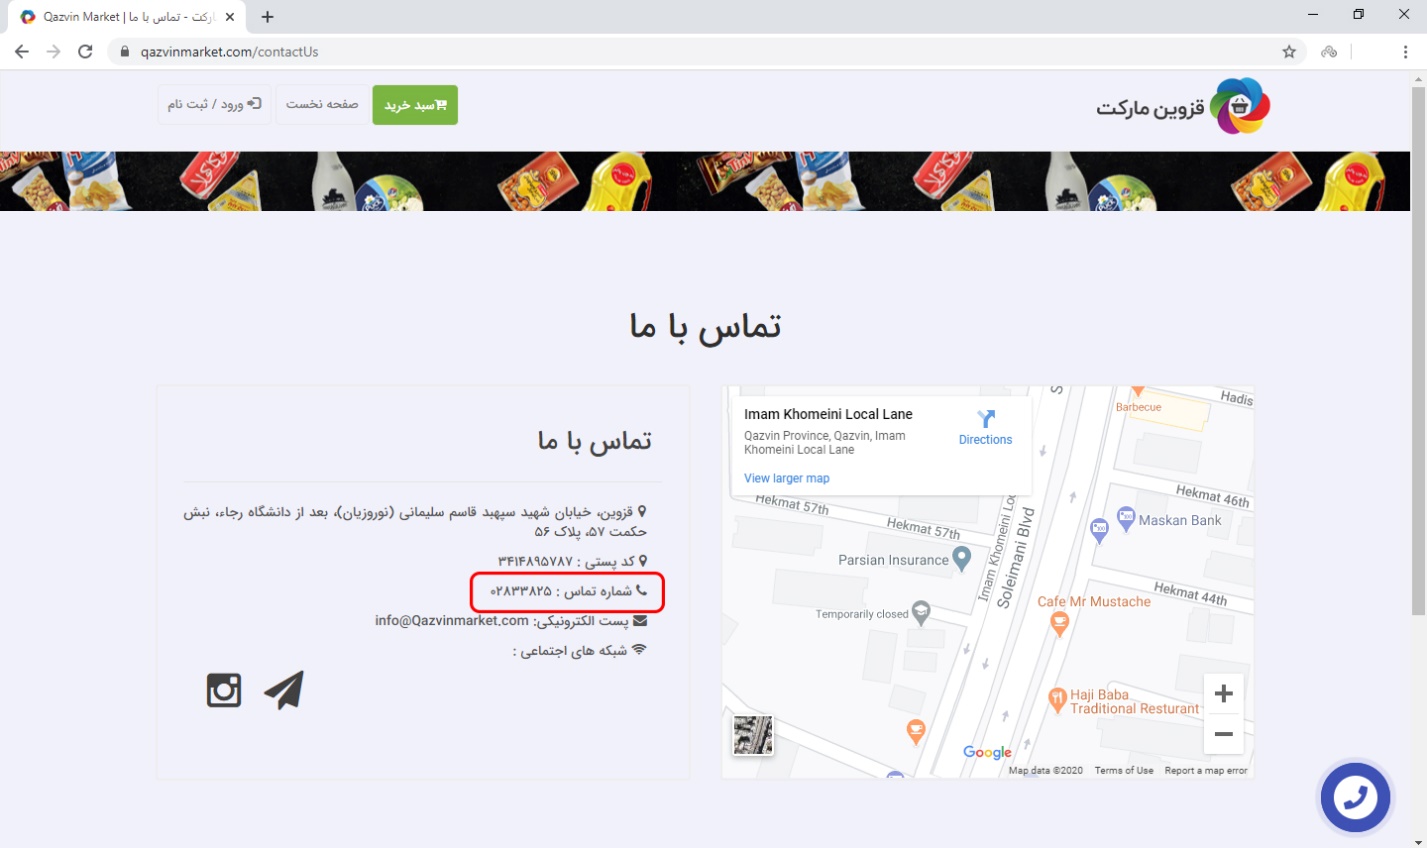 Qazvin Market | تماس با ما - مارکت
qazvinmarket.com/contactUs
قزوین مارکت
سبد خرید
صفحه نخست
ورود / ثبت نام
تماس با ما
تماس با ما
قزوین، خیابان شهید سپهبد قاسم سلیمانی (نوروزیان)، بعد از دانشگاه رجاء، نبش
حکمت ۵۷، پلاک ۵۶
کد پستی : ۳۴۱۴۸۹۵۷۸۷
شماره تماس : ۰۲۸۳۳۸۲۵
پست الکترونیکی: info@Qazvinmarket.com
شبکه های اجتماعی :
Imam Khomeini Local Lane
Qazvin Province, Qazvin, Imam
Khomeini Local Lane
Directions
View larger map
Barbecue
Hadis
Hekmat 57th
Hekmat 57th
Hekmat 46th
Maskan Bank
Parsian Insurance
Imam Khomeini Loc
Soleimani Blvd
Hekmat 44th
Temporarily closed
Cafe Mr Mustache
Haji Baba
Traditional Resturant
Google
Map data ©2020 Terms of Use Report a map error